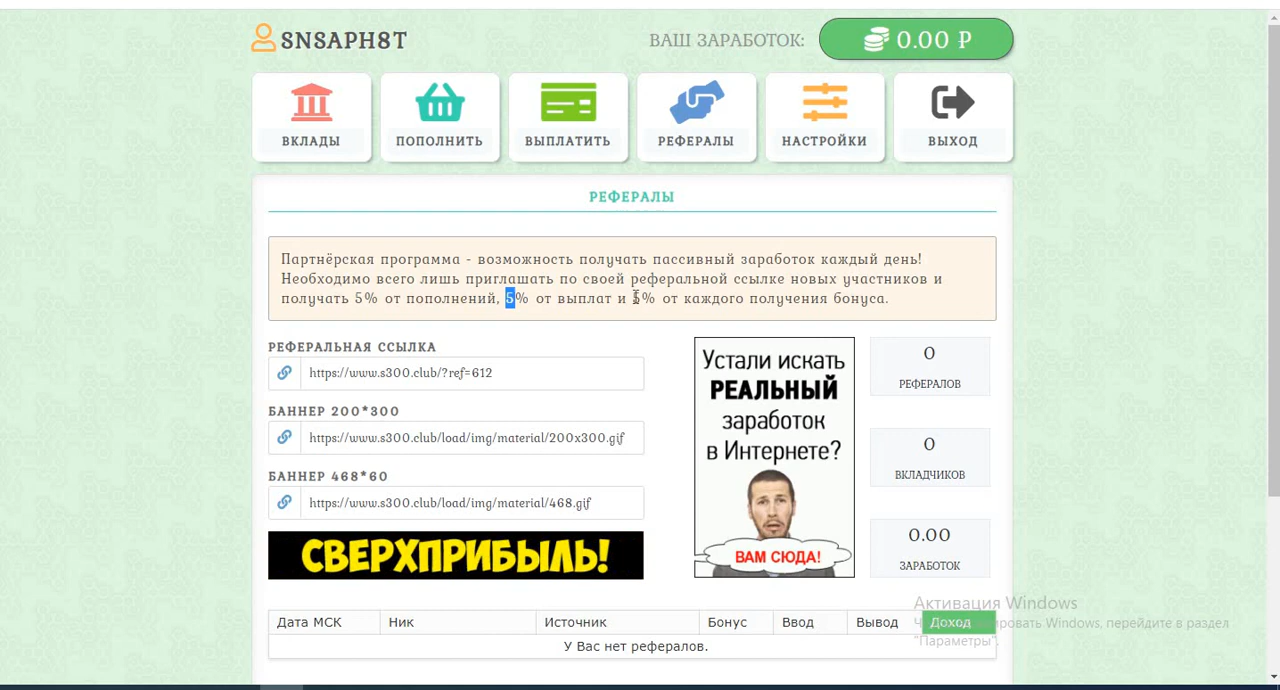 SNSAPH8T
ВАШ ЗАРАБОТОК:
0.00 ₽
ВКЛАДЫ
ПОПОЛНИТЬ
ВЫПЛАТИТЬ
РЕФЕРАЛЫ
НАСТРОЙКИ
ВЫХОД
РЕФЕРАЛЫ
Партнёрская программа - возможность получать пассивный заработок каждый день!
Необходимо всего лишь приглашать по своей реферальной ссылке новых участников и
получать 5% от пополнений, 5% от выплат и 5% от каждого получения бонуса.
РЕФЕРАЛЬНАЯ ССЫЛКА
https://www.s300.club/?ref=612
БАННЕР 200*300
https://www.s300.club/load/img/material/200x300.gif
БАННЕР 468*60
https://www.s300.club/load/img/material/468.gif
СВЕРХПРИБЫЛЬ!
Устали искать
РЕАЛЬНЫЙ
заработок
в Интернете?
ВАМ СЮДА!
0
РЕФЕРАЛОВ
0
ВКЛАДЧИКОВ
0.00
ЗАРАБОТОК
Дата МСК Ник Источник Бонус Ввод Вывод Доход
У Вас нет рефералов.
Активация Windows
Windows, перейдите в раздел
"Параметры".